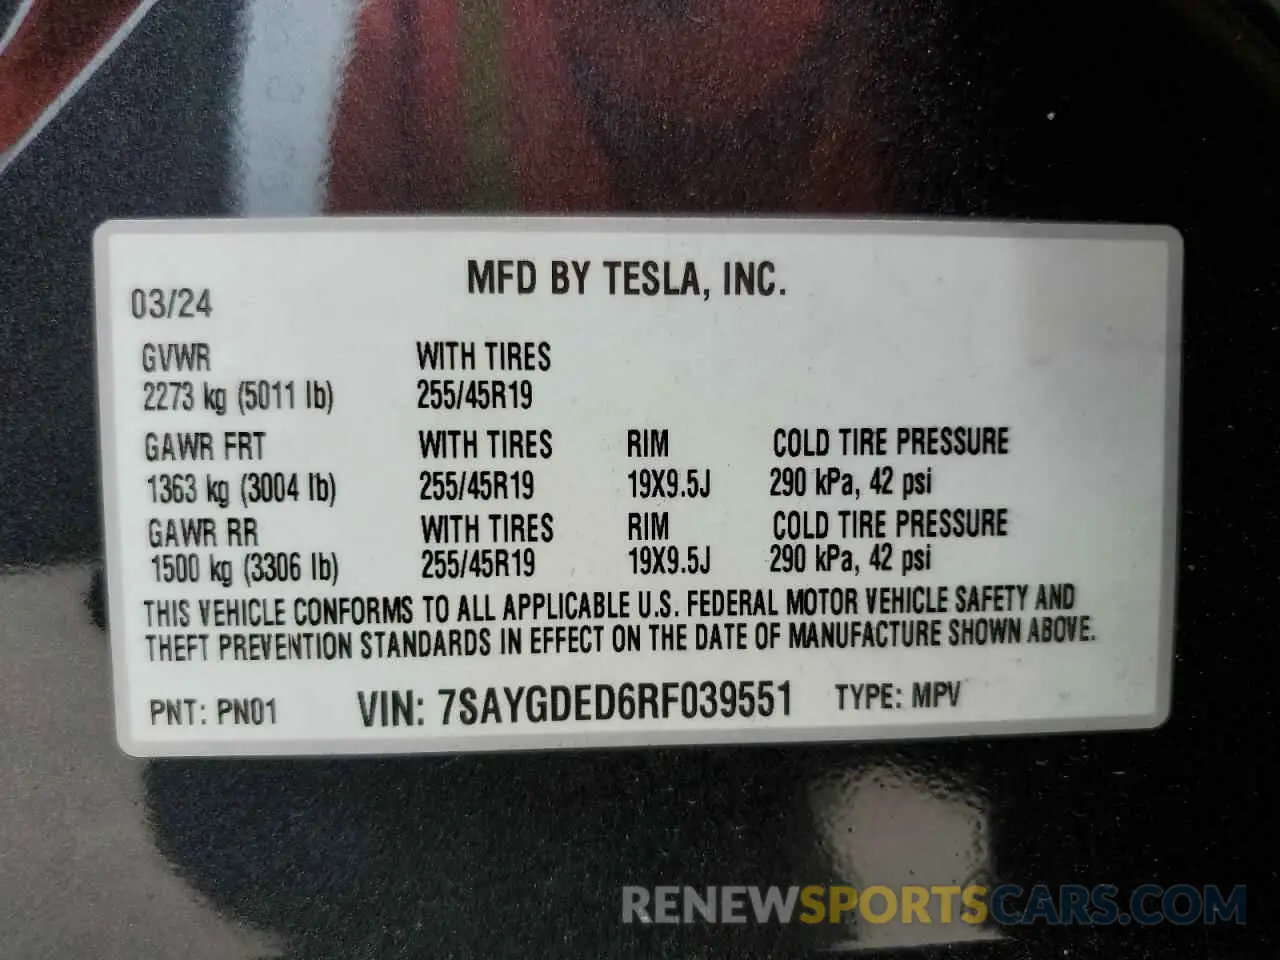 MFD BY TESLA, INC.
03/24
GVWR WITH TIRES
2273 kg (5011 lb) 255/45R19
GAWR FRT WITH TIRES RIM COLD TIRE PRESSURE
1363 kg (3004 lb) 255/45R19 19X9.5J 290 kPa, 42 psi
GAWR RR WITH TIRES RIM COLD TIRE PRESSURE
1500 kg (3306 lb) 255/45R19 19X9.5J 290 kPa, 42 psi
THIS VEHICLE CONFORMS TO ALL APPLICABLE U.S. FEDERAL MOTOR VEHICLE SAFETY AND
THEFT PREVENTION STANDARDS IN EFFECT ON THE DATE OF MANUFACTURE SHOWN ABOVE.
PNT: PN01 VIN: 7SAYGDED6RF039551 TYPE: MPV
RENEWSPORTSCARS.COM